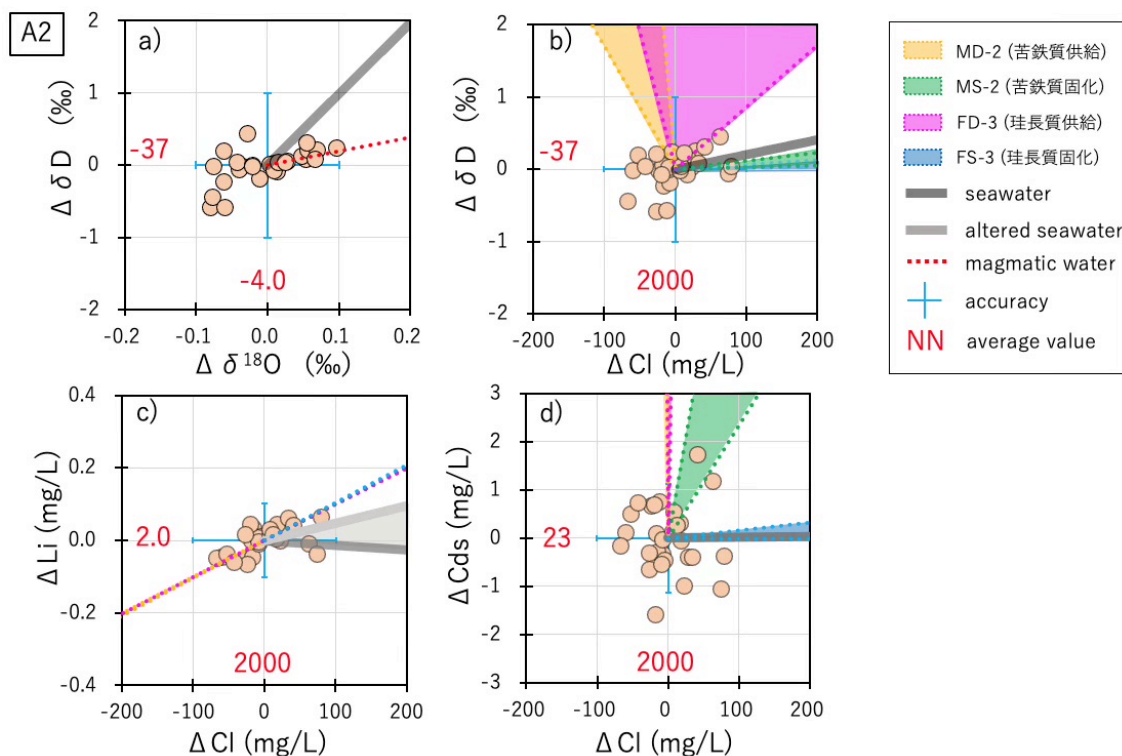 A2
a)
2
1
0
-1
-2
Δ δD (‰)
-37
-4.0
-0.2 -0.1 0.0 0.1 0.2
Δ δ¹⁸O (‰)
b)
2
1
0
-1
-2
Δ δD (‰)
-37
2000
-200 -100 0 100 200
ΔCl (mg/L)
MD-2 (苦鉄質供給)
MS-2 (苦鉄質固化)
FD-3 (珪長質供給)
FS-3 (珪長質固化)
seawater
altered seawater
magmatic water
accuracy
NN average value
c)
0.4
0.2
0.0
-0.2
-0.4
ΔLi (mg/L)
2.0
2000
-200 -100 0 100 200
ΔCl (mg/L)
d)
3
2
1
0
-1
-2
-3
ΔCds (mg/L)
23
2000
-200 -100 0 100 200
ΔCl (mg/L)